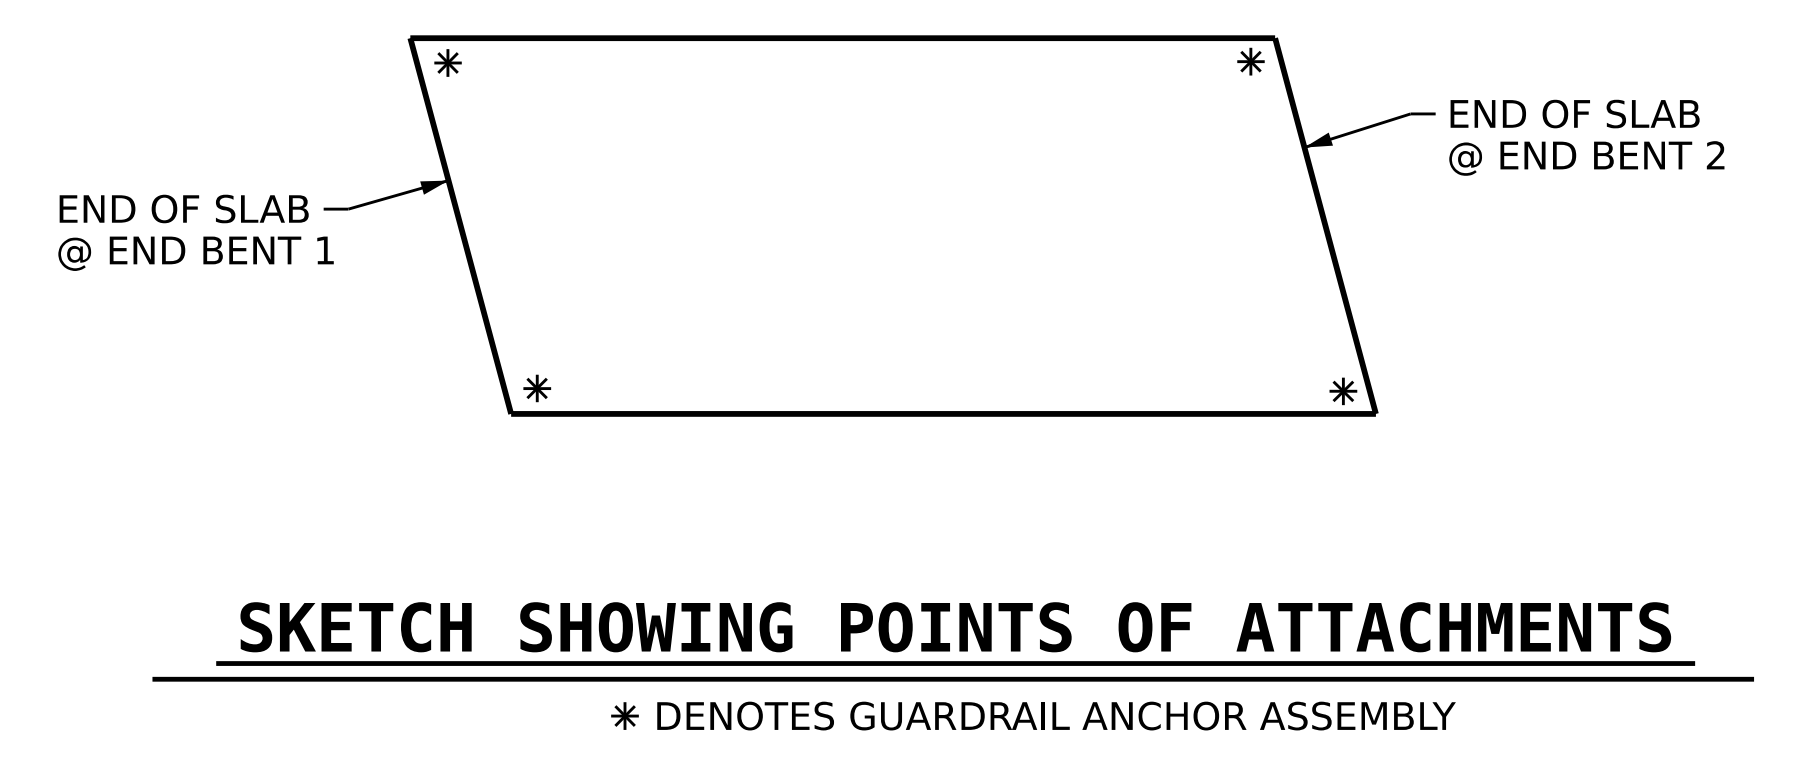 END OF SLAB
@ END BENT 2
END OF SLAB
@ END BENT 1
SKETCH SHOWING POINTS OF ATTACHMENTS
* DENOTES GUARDRAIL ANCHOR ASSEMBLY